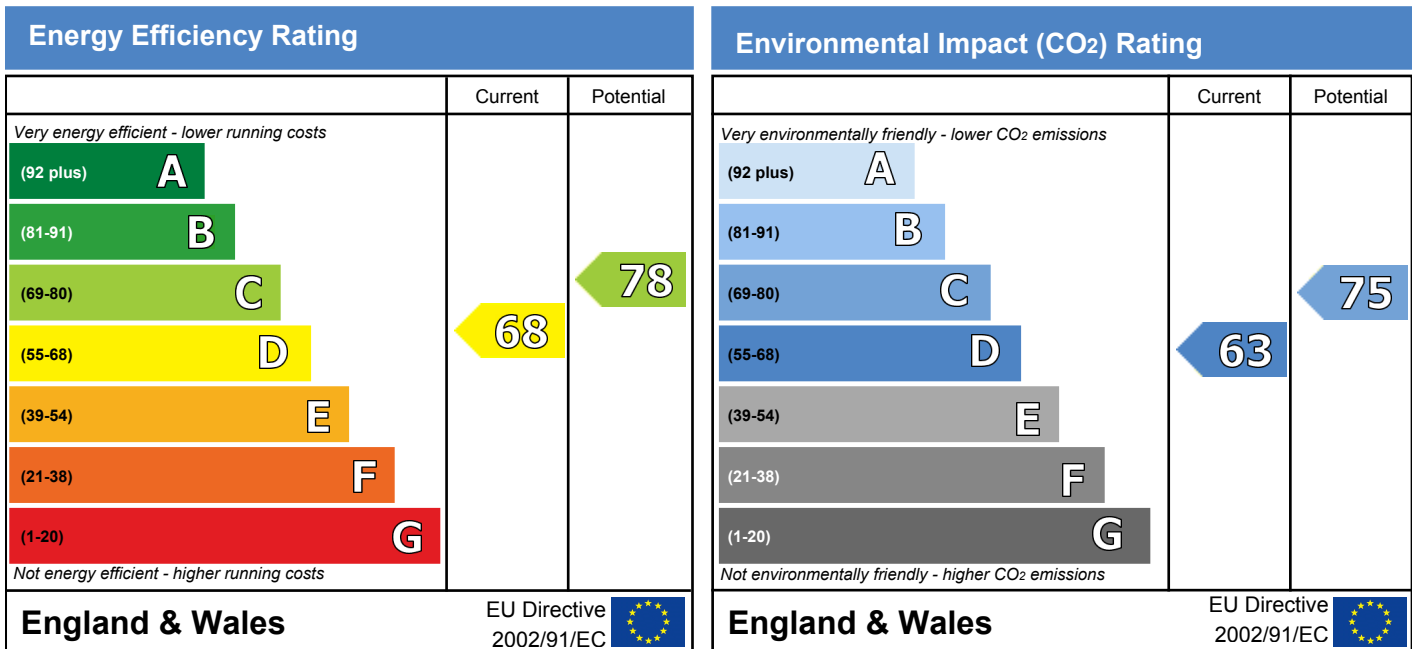 Energy Efficiency Rating
Current Potential
Very energy efficient - lower running costs
(92 plus) A
(81-91) B
(69-80) C
78
(55-68) D
68
(39-54) E
(21-38) F
(1-20) G
Not energy efficient - higher running costs
England & Wales
EU Directive
2002/91/EC
Environmental Impact (CO2) Rating
Current Potential
Very environmentally friendly - lower CO2 emissions
(92 plus) A
(81-91) B
(69-80) C
75
(55-68) D
63
(39-54) E
(21-38) F
(1-20) G
Not environmentally friendly - higher CO2 emissions
England & Wales
EU Directive
2002/91/EC